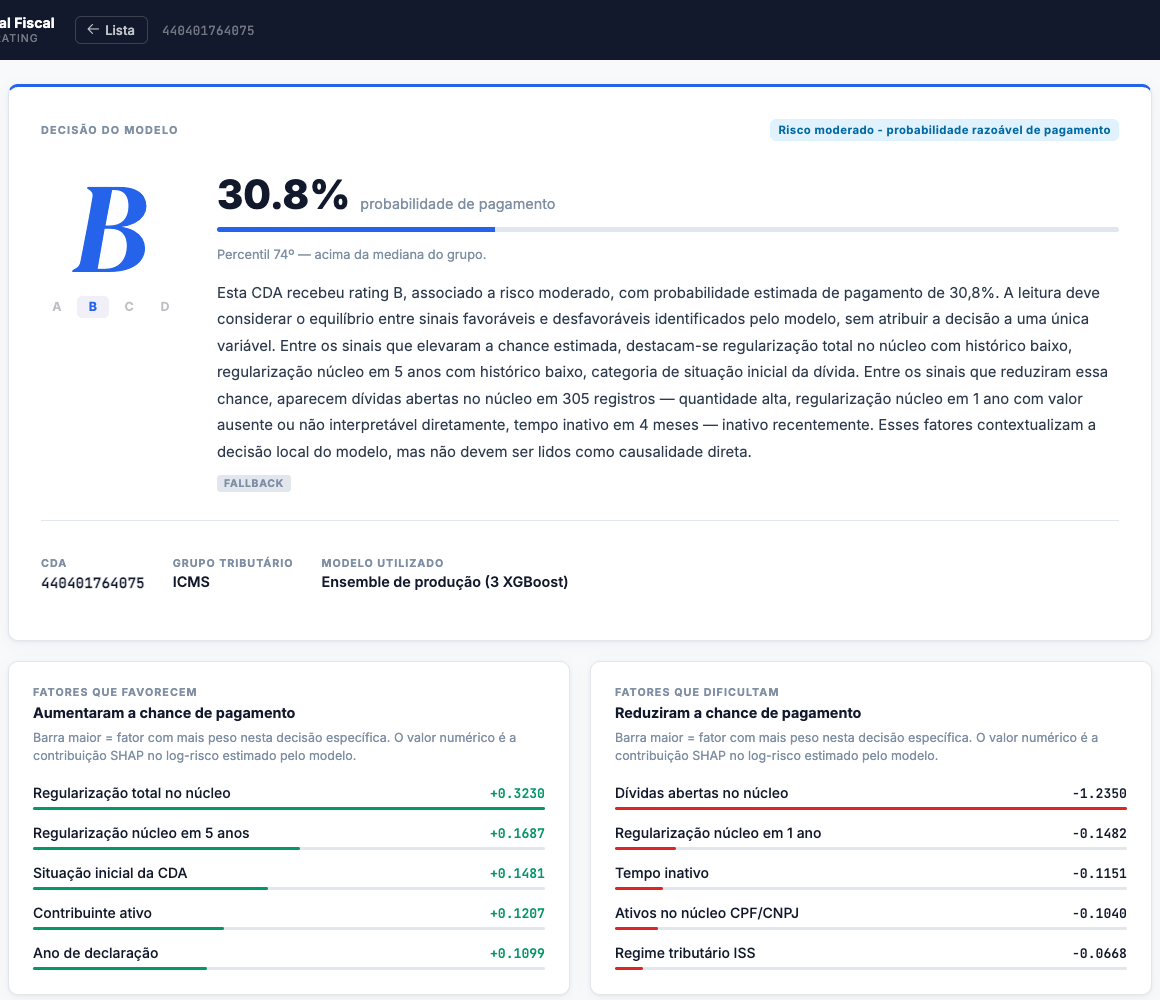 al Fiscal
ATING
← Lista
440401764075
DECISÃO DO MODELO
Risco moderado - probabilidade razoável de pagamento
B
A B C D
30.8% probabilidade de pagamento
Percentil 74º — acima da mediana do grupo.
Esta CDA recebeu rating B, associado a risco moderado, com probabilidade estimada de pagamento de 30,8%. A leitura deve
considerar o equilíbrio entre sinais favoráveis e desfavoráveis identificados pelo modelo, sem atribuir a decisão a uma única
variável. Entre os sinais que elevaram a chance estimada, destacam-se regularização total no núcleo com histórico baixo,
regularização núcleo em 5 anos com histórico baixo, categoria de situação inicial da dívida. Entre os sinais que reduziram essa
chance, aparecem dívidas abertas no núcleo em 305 registros — quantidade alta, regularização núcleo em 1 ano com valor
ausente ou não interpretável diretamente, tempo inativo em 4 meses — inativo recentemente. Esses fatores contextualizam a
decisão local do modelo, mas não devem ser lidos como causalidade direta.
FALLBACK
CDA
440401764075
GRUPO TRIBUTÁRIO
ICMS
MODELO UTILIZADO
Ensemble de produção (3 XGBoost)
FATORES QUE FAVORECEM
Aumentaram a chance de pagamento
Barra maior = fator com mais peso nesta decisão específica. O valor numérico é a
contribuição SHAP no log-risco estimado pelo modelo.
Regularização total no núcleo +0.3230
Regularização núcleo em 5 anos +0.1687
Situação inicial da CDA +0.1481
Contribuinte ativo +0.1207
Ano de declaração +0.1099
FATORES QUE DIFICULTAM
Reduziram a chance de pagamento
Barra maior = fator com mais peso nesta decisão específica. O valor numérico é a
contribuição SHAP no log-risco estimado pelo modelo.
Dívidas abertas no núcleo -1.2350
Regularização núcleo em 1 ano -0.1482
Tempo inativo -0.1151
Ativos no núcleo CPF/CNPJ -0.1040
Regime tributário ISS -0.0668